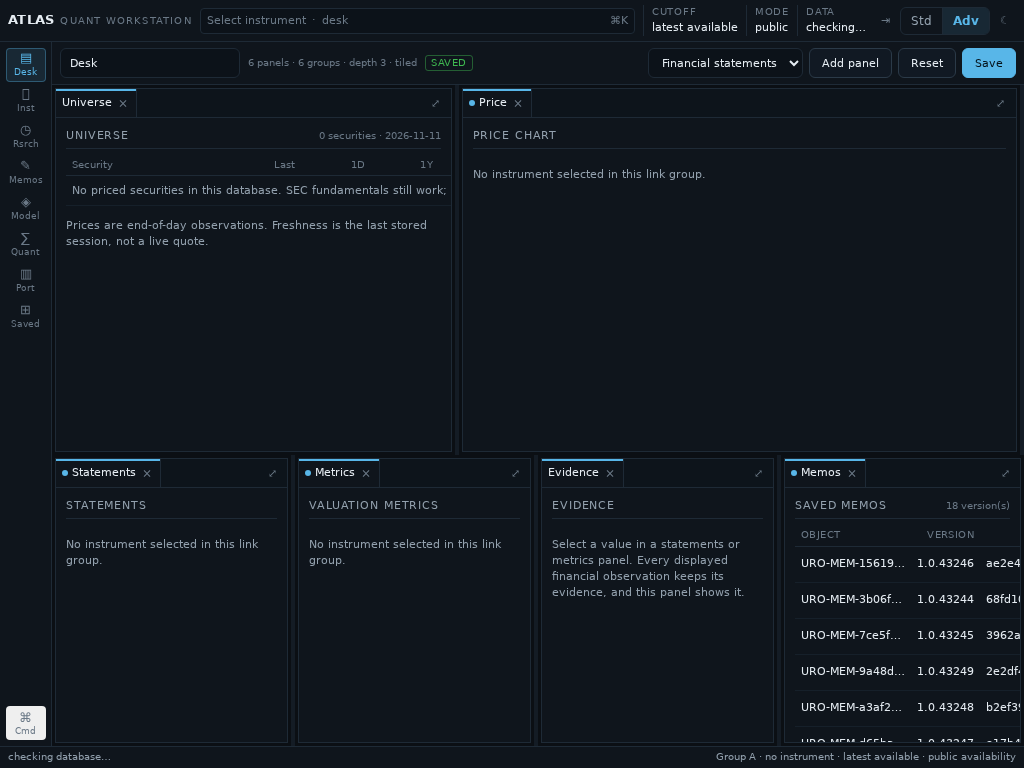 ATLAS QUANT WORKSTATION
Select instrument · desk ⌘K
CUTOFF
latest available
MODE
public
DATA
checking...
Std Adv
Desk
6 panels · 6 groups · depth 3 · tiled SAVED
Financial statements Add panel Reset Save
Desk
Inst
Rsrch
Memos
Model
Quant
Port
Saved
Cmd
Universe ×
UNIVERSE 0 securities · 2026-11-11
Security Last 1D 1Y
No priced securities in this database. SEC fundamentals still work;
Prices are end-of-day observations. Freshness is the last stored
session, not a live quote.
Price ×
PRICE CHART
No instrument selected in this link group.
Statements ×
STATEMENTS
No instrument selected in this link
group.
Metrics ×
VALUATION METRICS
No instrument selected in this link
group.
Evidence ×
EVIDENCE
Select a value in a statements or
metrics panel. Every displayed
financial observation keeps its
evidence, and this panel shows it.
Memos ×
SAVED MEMOS 18 version(s)
OBJECT VERSION
URO-MEM-15619... 1.0.43246 ae2e4
URO-MEM-3b06f... 1.0.43244 68fd1
URO-MEM-7ce5f... 1.0.43245 3962a
URO-MEM-9a48d... 1.0.43249 2e2df
URO-MEM-a3af2... 1.0.43248 b2ef3
checking database...
Group A · no instrument · latest available · public availability